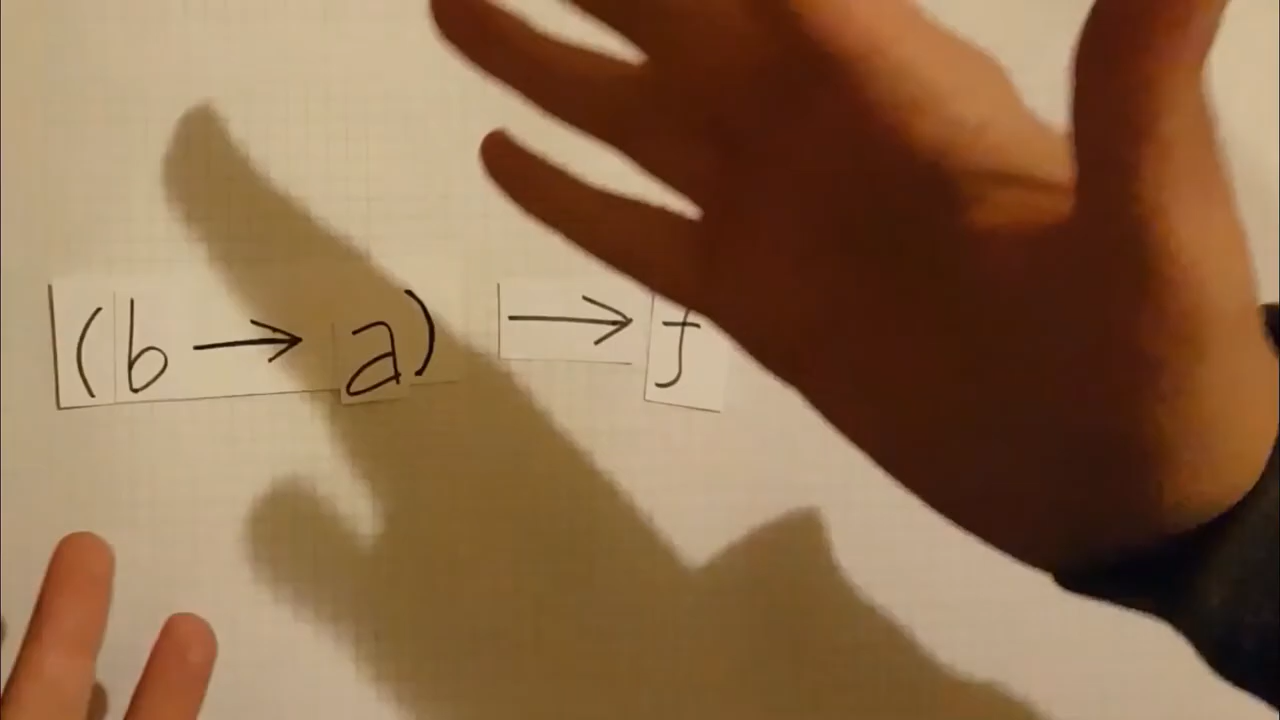 (b → a) → f